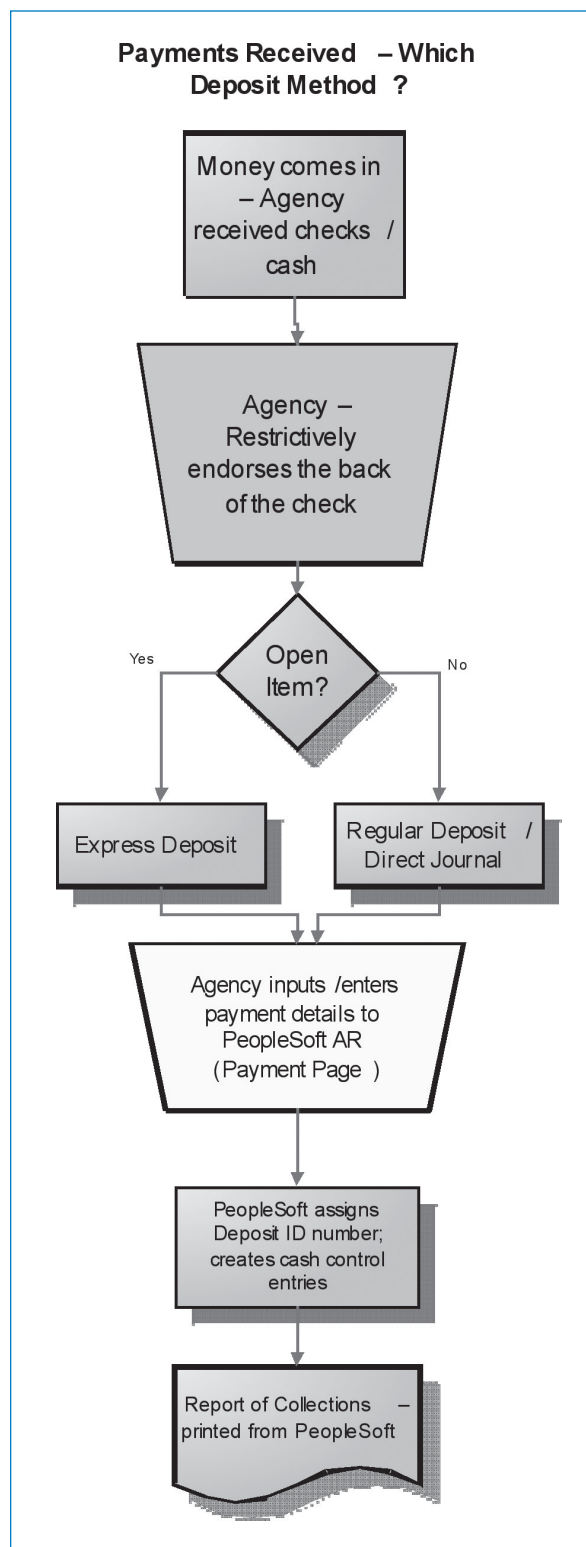 Payments Received – Which
Deposit Method ?
Money comes in
– Agency
received checks /
cash
Agency –
Restrictively
endorses the back
of the check
Open
Item?
Yes
No
Express Deposit
Regular Deposit /
Direct Journal
Agency inputs /enters
payment details to
PeopleSoft AR
(Payment Page )
PeopleSoft assigns
Deposit ID number;
creates cash control
entries
Report of Collections –
printed from PeopleSoft